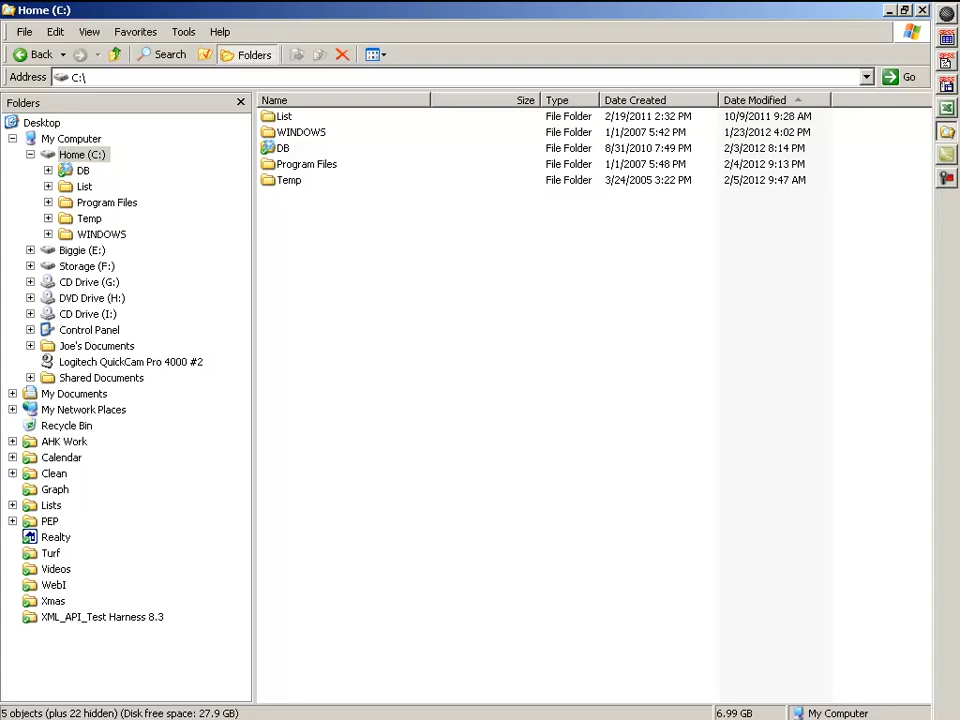 Home (C:)
File Edit View Favorites Tools Help
Back Search Folders
Address C:\ Go
Folders
Name Size Type Date Created Date Modified
Desktop
My Computer
Home (C:)
DB
List
Program Files
Temp
WINDOWS
Biggie (E:)
Storage (F:)
CD Drive (G:)
DVD Drive (H:)
CD Drive (I:)
Control Panel
Joe's Documents
Logitech QuickCam Pro 4000 #2
Shared Documents
My Documents
My Network Places
Recycle Bin
AHK Work
Calendar
Clean
Graph
Lists
PEP
Realty
Turf
Videos
WebI
Xmas
XML_API_Test Harness 8.3
List File Folder 2/19/2011 2:32 PM 10/9/2011 9:28 AM
WINDOWS File Folder 1/1/2007 5:42 PM 1/23/2012 4:02 PM
DB File Folder 8/31/2010 7:49 PM 2/3/2012 8:14 PM
Program Files File Folder 1/1/2007 5:48 PM 2/4/2012 9:13 PM
Temp File Folder 3/24/2005 3:22 PM 2/5/2012 9:47 AM
5 objects (plus 22 hidden) (Disk free space: 27.9 GB) 6.99 GB My Computer